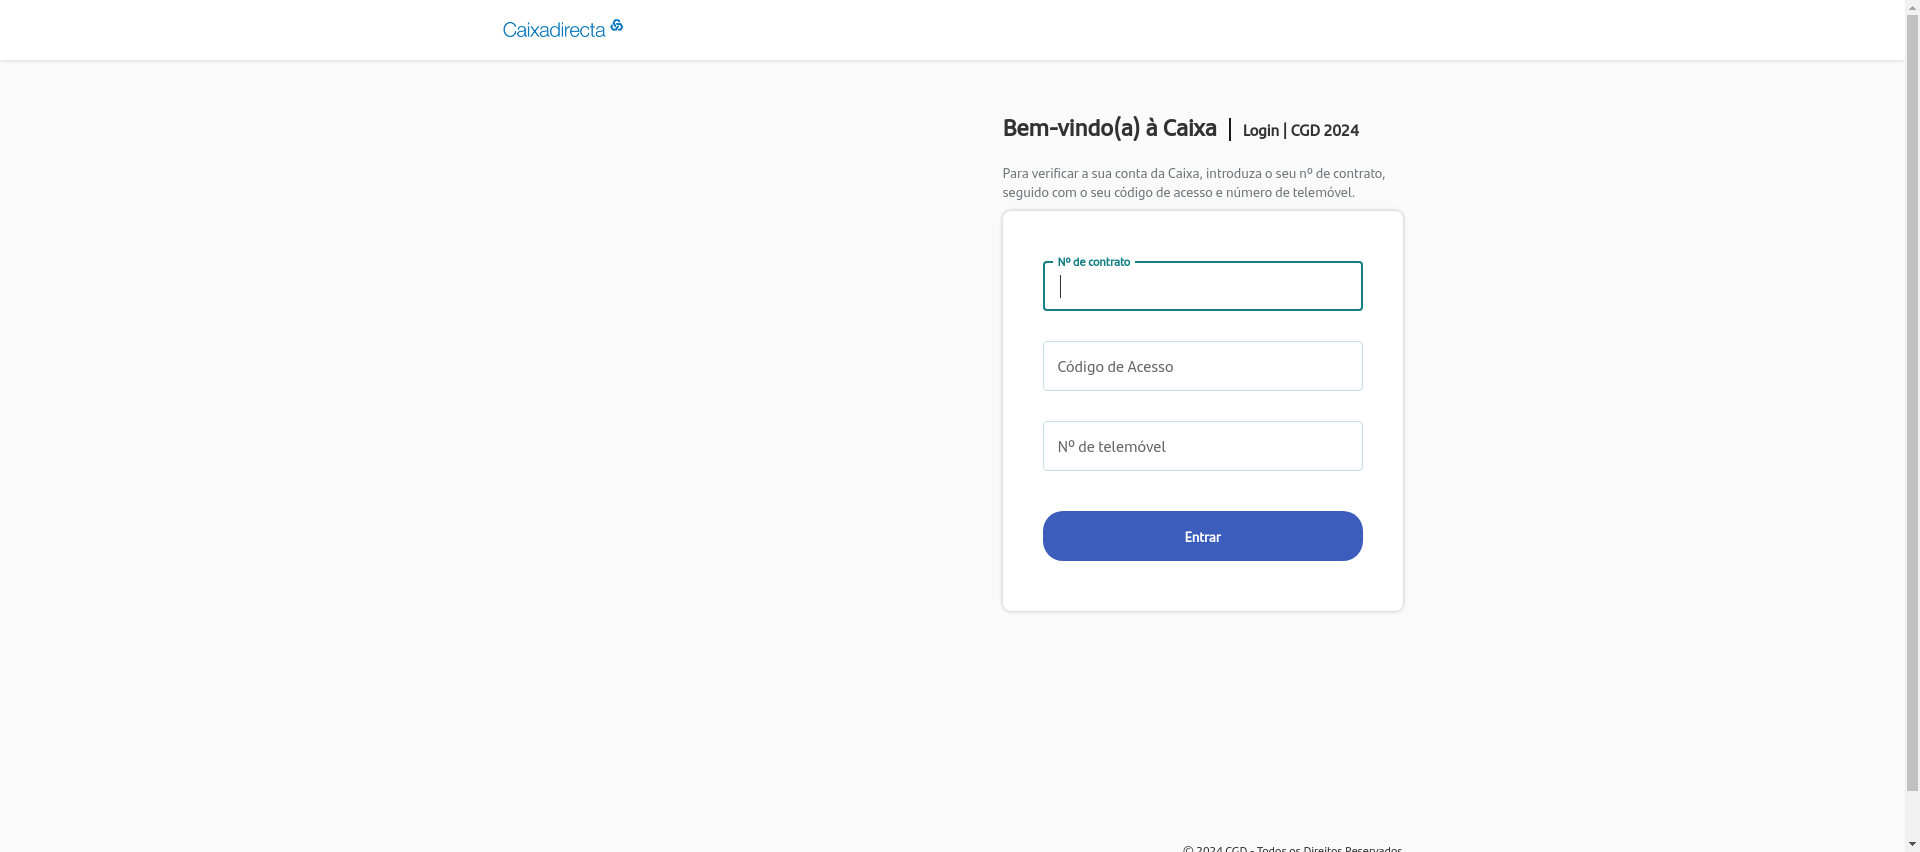 Caixadirecta
Bem-vindo(a) à Caixa
Login | CGD 2024
Para verificar a sua conta da Caixa, introduza o seu nº de contrato,
seguido com o seu código de acesso e número de telemóvel.
Nº de contrato
Código de Acesso
Nº de telemóvel
Entrar
© 2024 CGD - Todos os Direitos Reservados